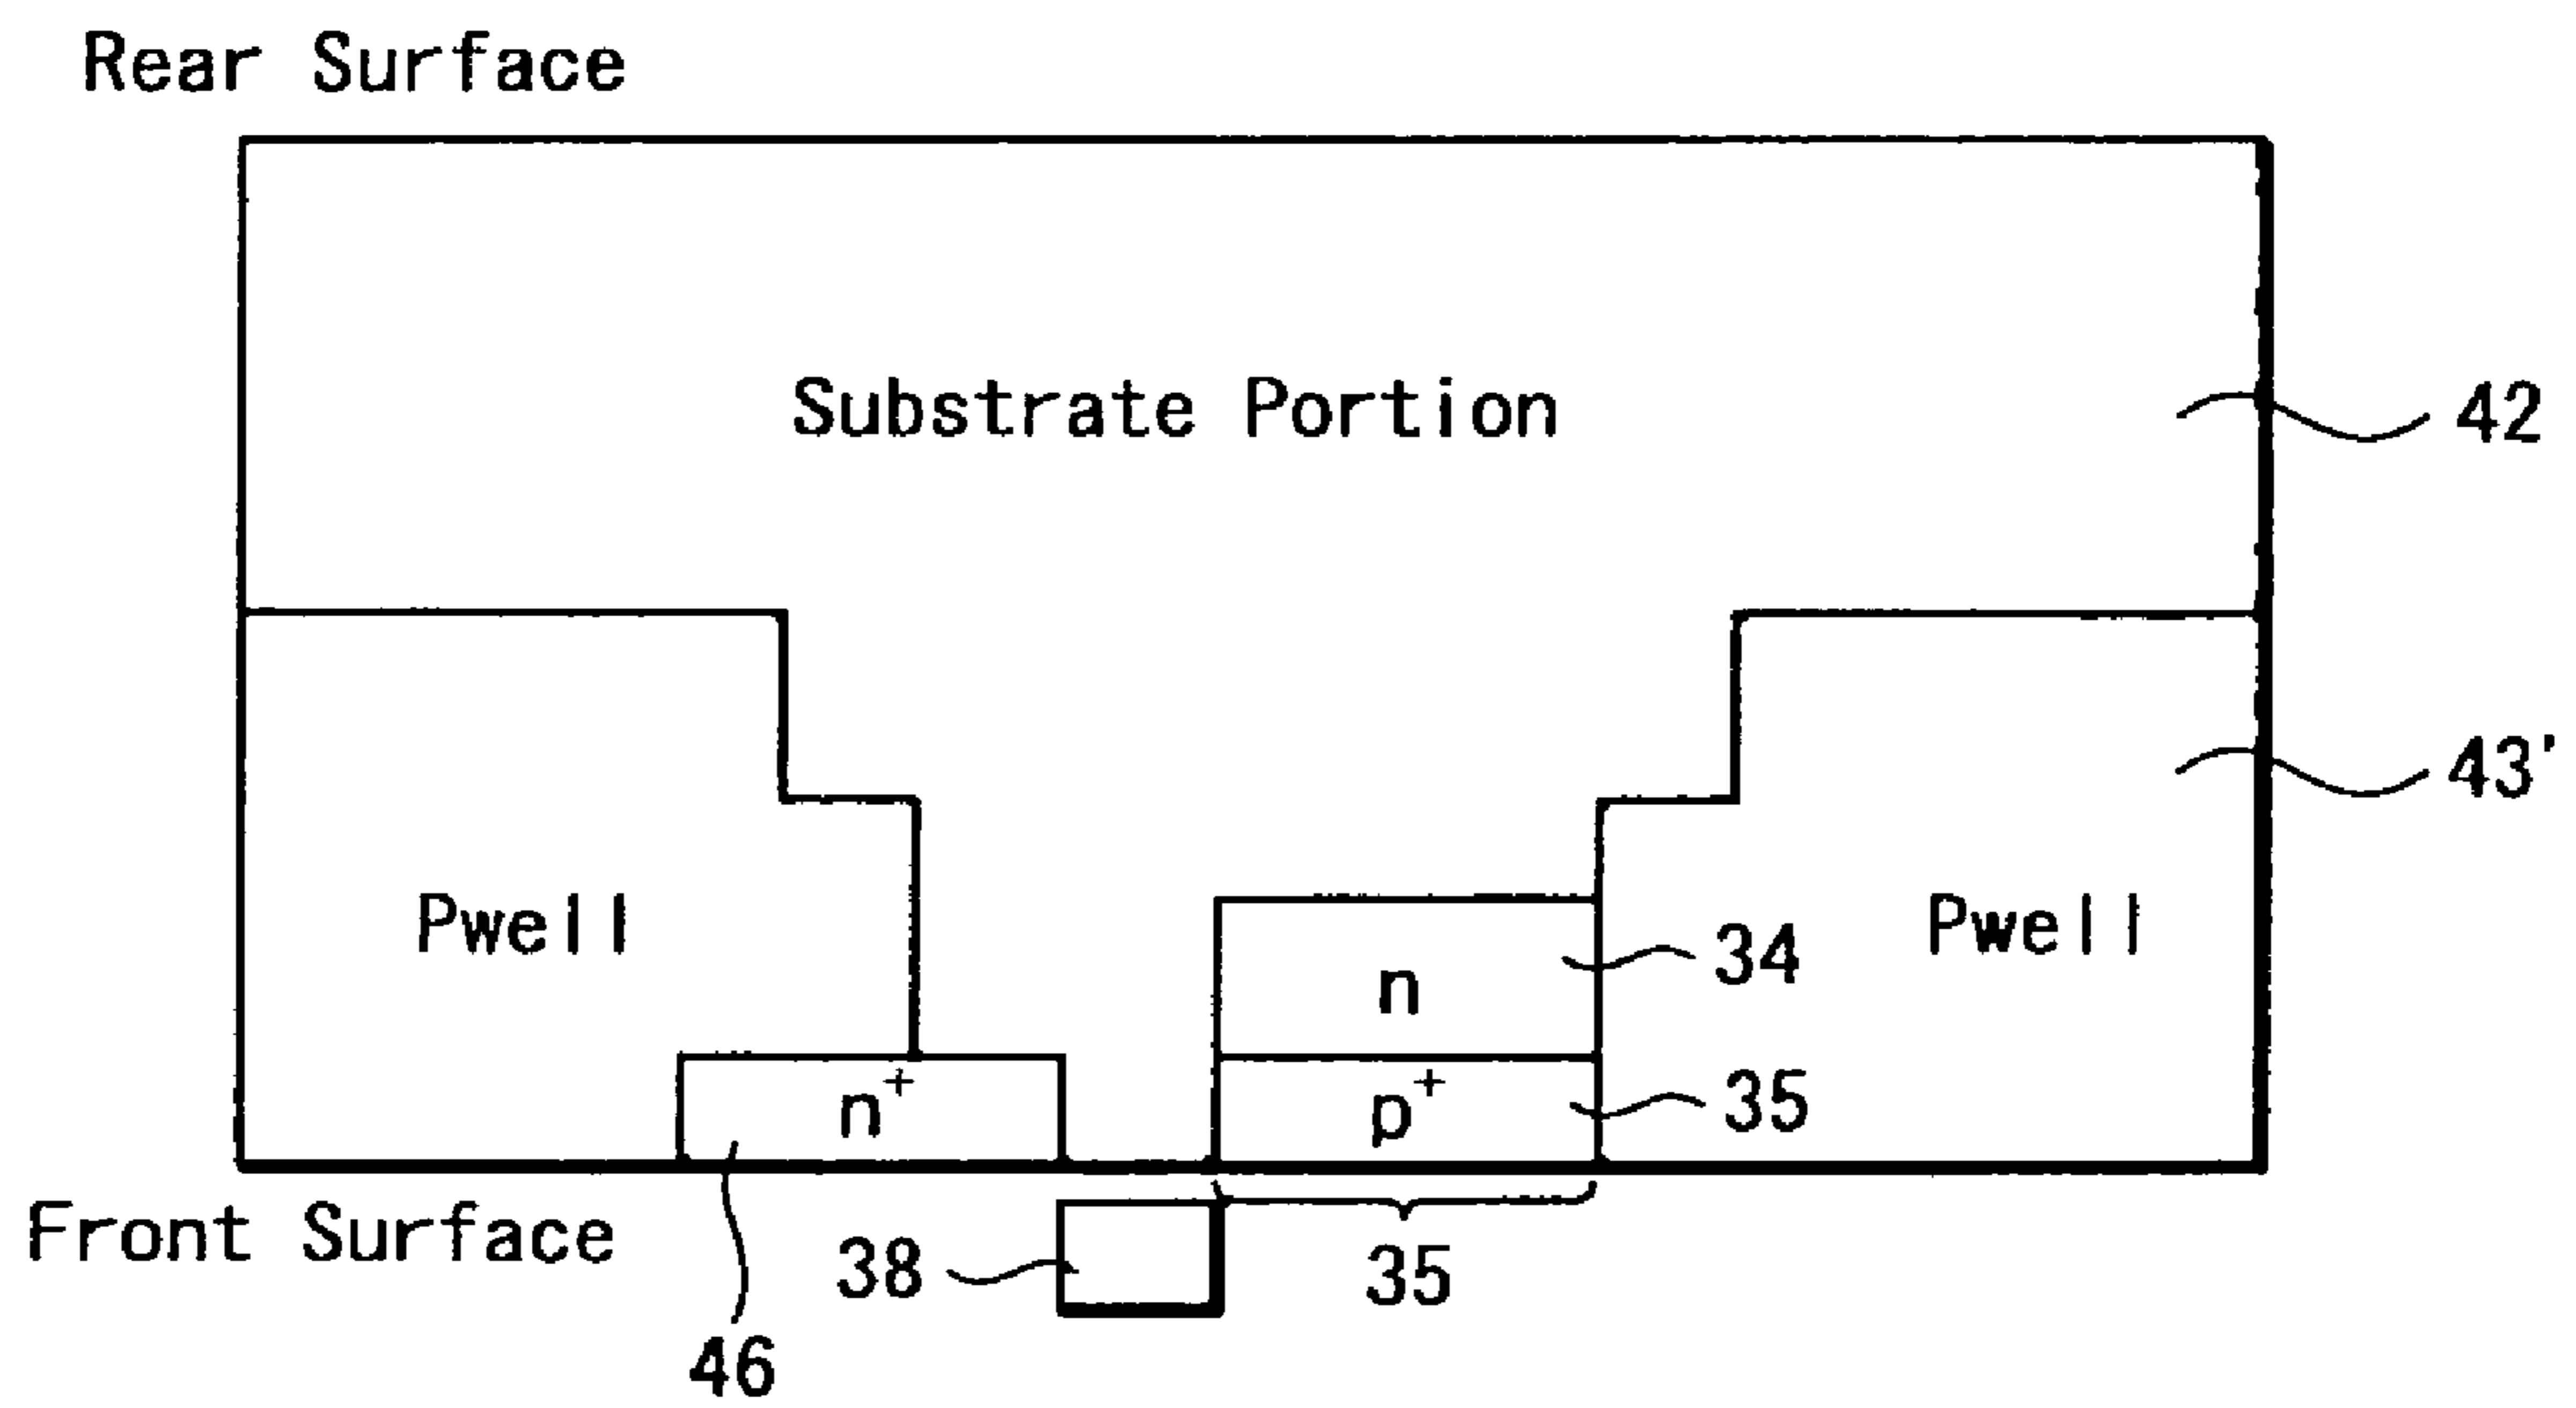 Rear Surface
Substrate Portion
42
43'
Pwell
Pwell
34
n
n+
p+
35
Front Surface
38
35
46